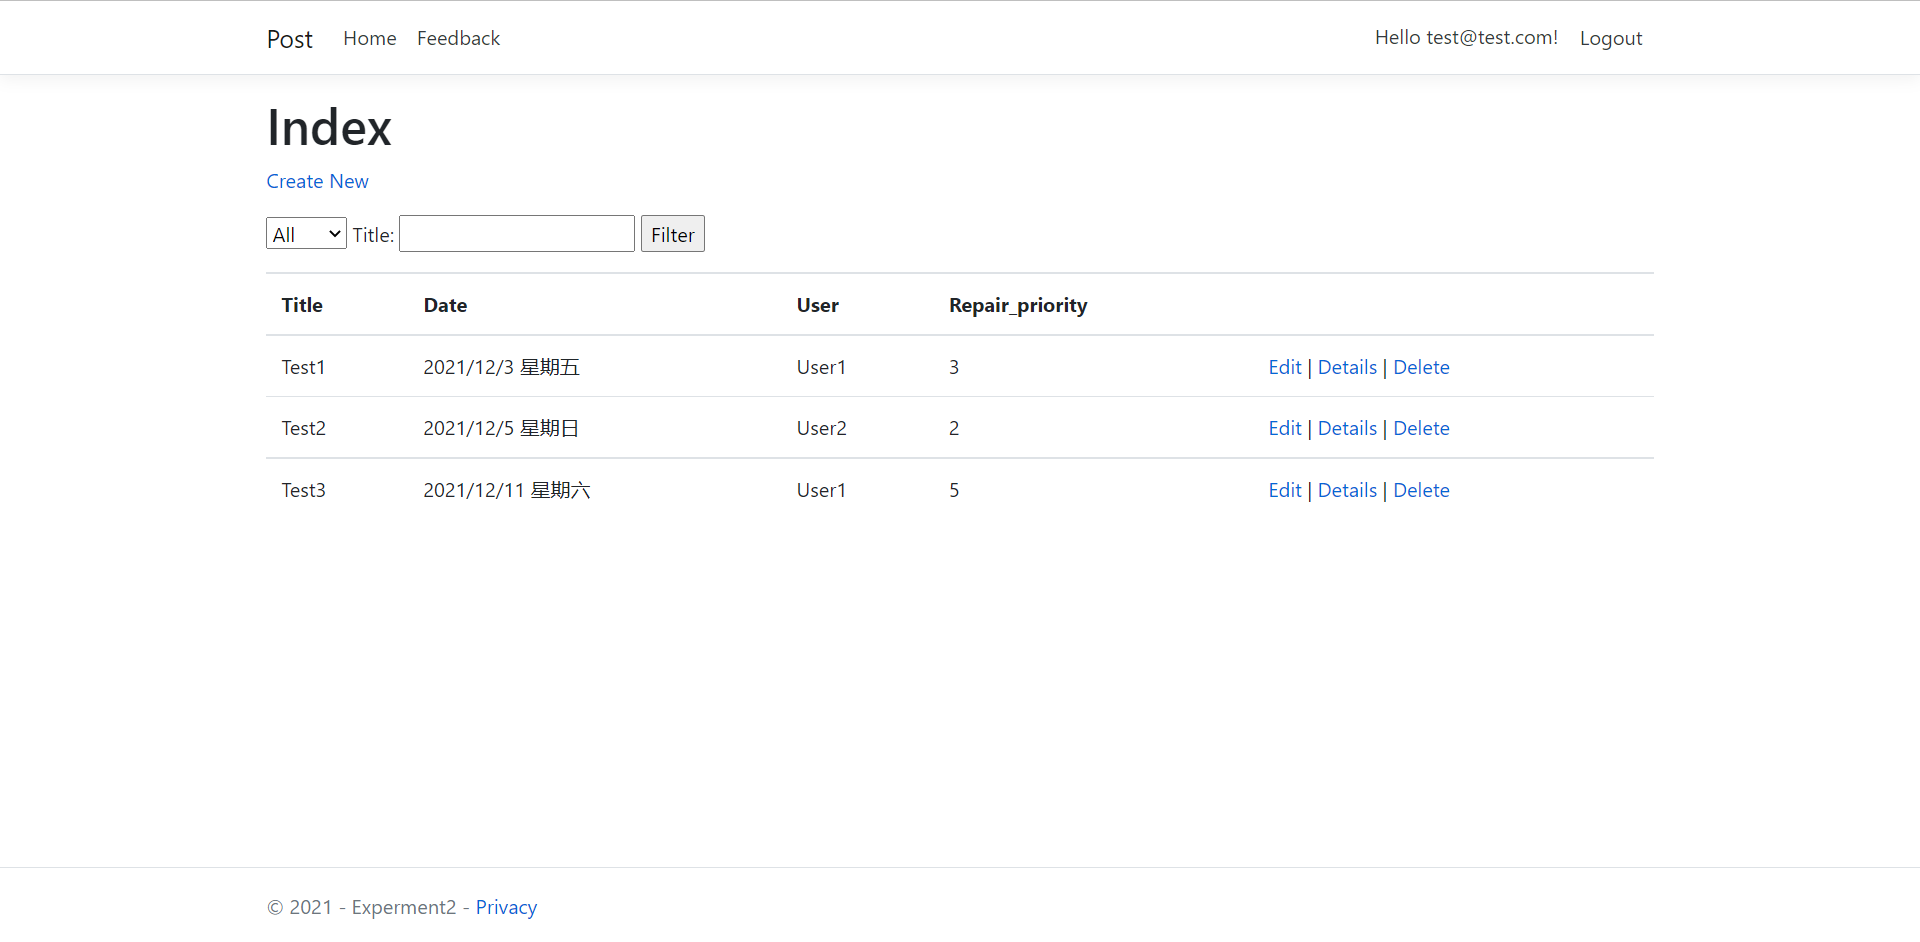 Post Home Feedback Hello test@test.com! Logout
Index
Create New
All Title: Filter
Title Date User Repair_priority
Test1 2021/12/3 星期五 User1 3 Edit | Details | Delete
Test2 2021/12/5 星期日 User2 2 Edit | Details | Delete
Test3 2021/12/11 星期六 User1 5 Edit | Details | Delete
© 2021 - Experment2 - Privacy